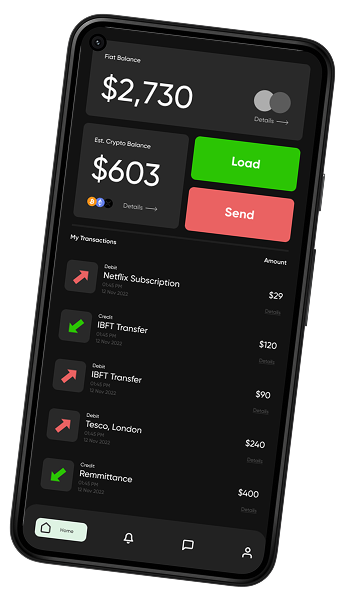 Fiat Balance
$2,730
Details
Est. Crypto Balance
$603
Details
Load
Send
My Transactions
Amount
Debit
Netflix Subscription
01:45 PM
12 Nov 2022
$29
Details
Credit
IBFT Transfer
01:45 PM
12 Nov 2022
$120
Details
Debit
IBFT Transfer
01:45 PM
12 Nov 2022
$90
Details
Debit
Tesco, London
01:45 PM
12 Nov 2022
$240
Details
Credit
Remmittance
01:45 PM
12 Nov 2022
$400
Details
Home